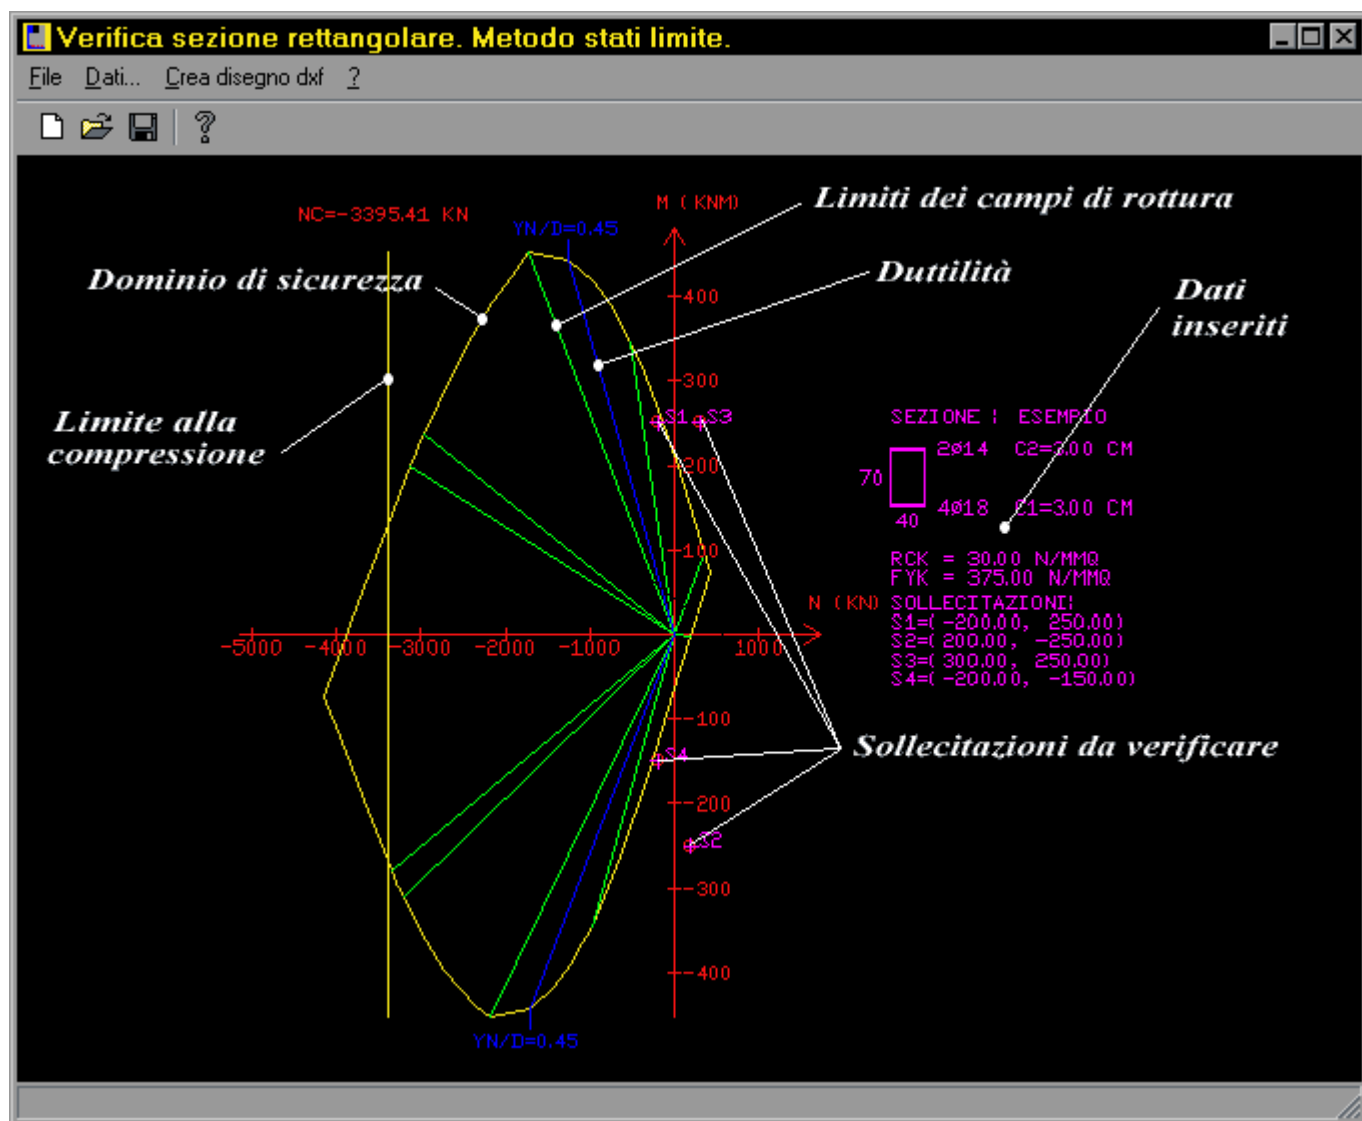 Verifica sezione rettangolare. Metodo stati limite.
File Dati... Crea disegno dxf ?
Limiti dei campi di rottura
M (KNM)
NC=-3395.41 KN
YN/D=0.45
Dominio di sicurezza
Duttilità
Dati
inseriti
400
300
Limite alla
compressione
S1
S3
SEZIONE: ESEMPIO
2ø14 C2=3.00 CM
200
70
4ø18 C1=3.00 CM
40
100
RCK = 30.00 N/MMQ
FYK = 375.00 N/MMQ
N (KN)
SOLLECITAZIONI:
S1=(-200.00, 250.00)
S2=(200.00, -250.00)
S3=(300.00, 250.00)
S4=(-200.00, -150.00)
-5000 -4000 -3000 -2000 -1000 1000
-100
S4
Sollecitazioni da verificare
-200
S2
-300
-400
YN/D=0.45